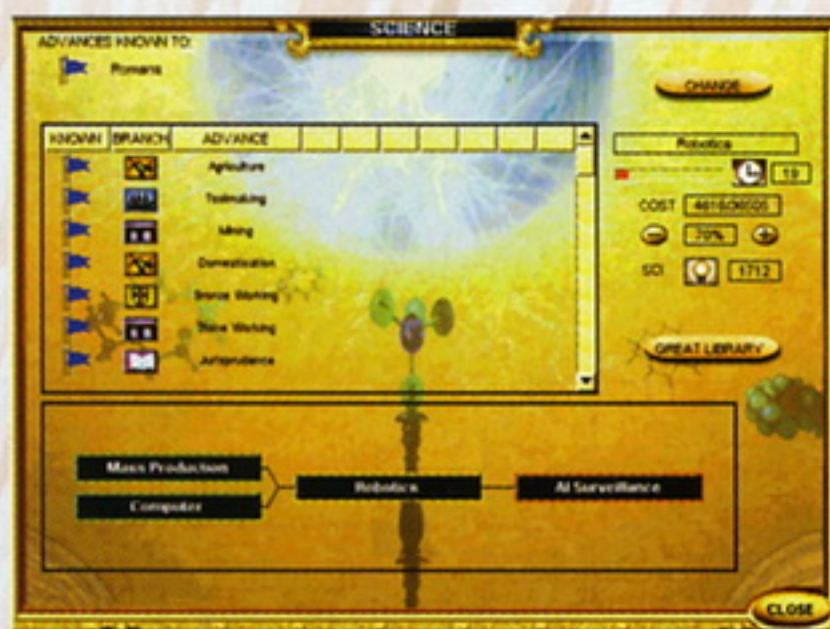 SCIENCE
ADVANCES KNOWN TO:
Romans
CHANGE
KNOWN BRANCH ADVANCE
Agriculture
Toolmaking
Mining
Domestication
Bronze Working
Stone Working
Jurisprudence
Robotics
19
COST
70%
SCI 1712
GREAT LIBRARY
Mass Production
Computer
Robotics
AI Surveillance
CLOSE